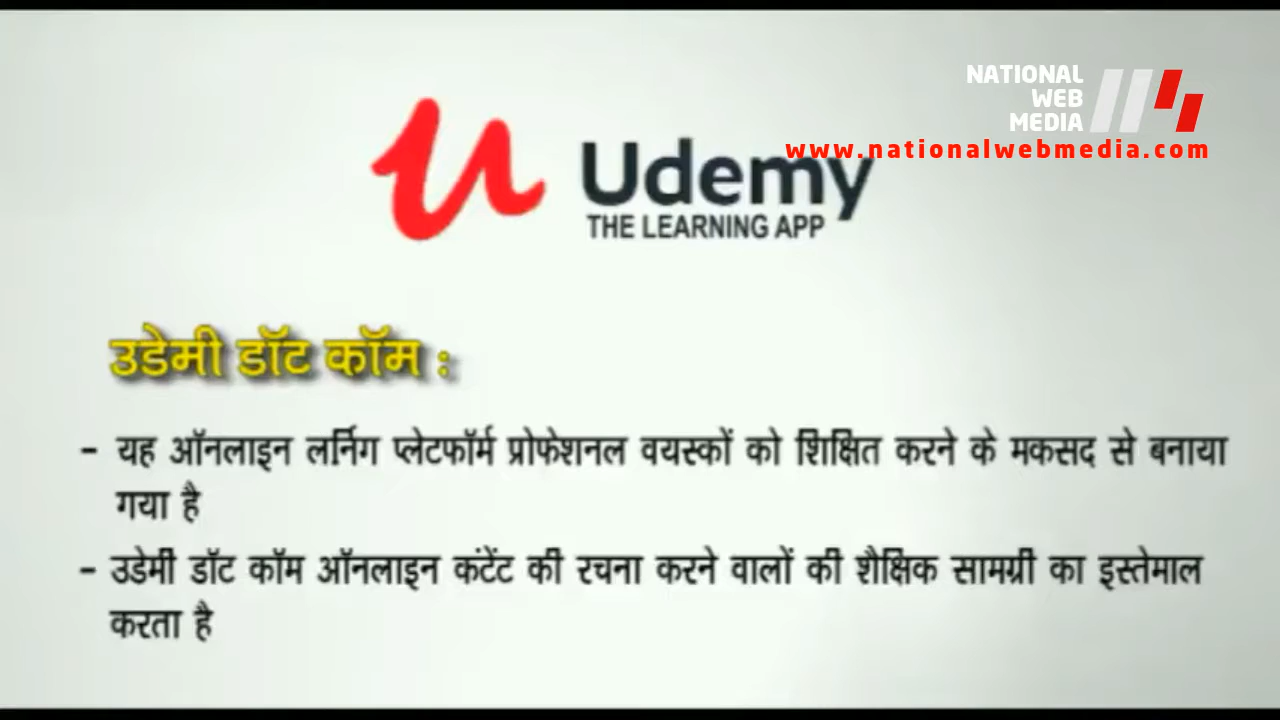 NATIONAL
WEB
MEDIA
www.nationalwebmedia.com
Udemy
THE LEARNING APP
उडेमी डॉट कॉम :
- यह ऑनलाइन लर्निंग प्लेटफॉर्म प्रोफेशनल वयस्कों को शिक्षित करने के मकसद से बनाया
गया है
- उडेमी डॉट कॉम ऑनलाइन कंटेंट की रचना करने वालों की शैक्षिक सामग्री का इस्तेमाल
करता है